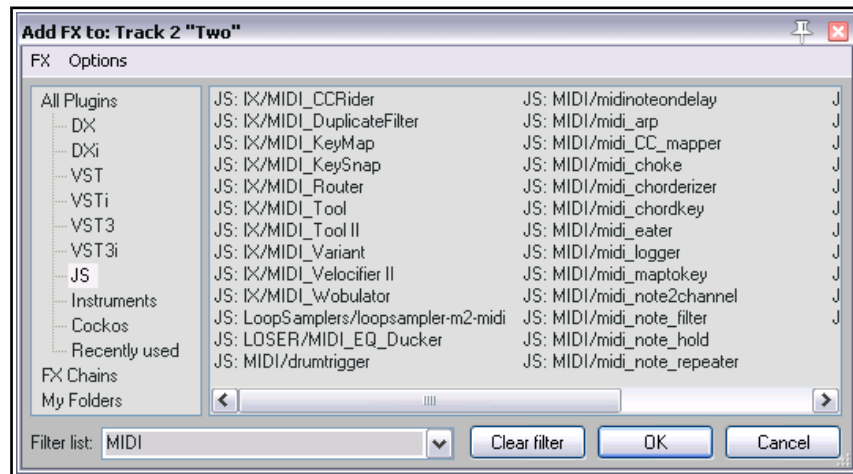 Add FX to: Track 2 "Two"
FX Options
All Plugins
DX
DXi
VST
VSTi
VST3
VST3i
JS
Instruments
Cockos
Recently used
FX Chains
My Folders
JS: IX/MIDI_CCRider
JS: IX/MIDI_DuplicateFilter
JS: IX/MIDI_KeyMap
JS: IX/MIDI_KeySnap
JS: IX/MIDI_Router
JS: IX/MIDI_Tool
JS: IX/MIDI_Tool II
JS: IX/MIDI_Variant
JS: IX/MIDI_Velocifier II
JS: IX/MIDI_Wobulator
JS: LoopSamplers/loopsampler-m2-midi
JS: LOSER/MIDI_EQ_Ducker
JS: MIDI/drumtrigger
JS: MIDI/midinoteondelay
JS: MIDI/midi_arp
JS: MIDI/midi_CC_mapper
JS: MIDI/midi_choke
JS: MIDI/midi_chorderizer
JS: MIDI/midi_chordkey
JS: MIDI/midi_eater
JS: MIDI/midi_logger
JS: MIDI/midi_maptokey
JS: MIDI/midi_note2channel
JS: MIDI/midi_note_filter
JS: MIDI/midi_note_hold
JS: MIDI/midi_note_repeater
J
J
J
J
J
J
J
J
J
J
J
Filter list: MIDI
Clear filter
OK
Cancel